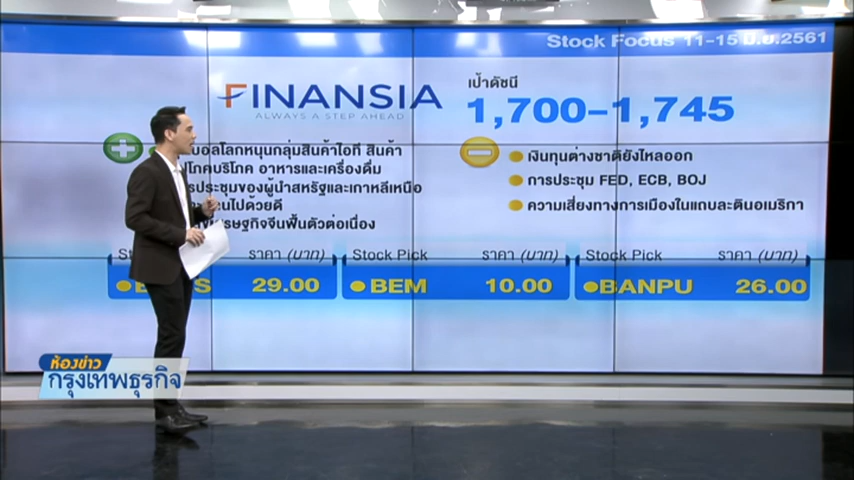 Stock Focus 11-15 มิ.ย.2561
FINANSIA
ALWAYS A STEP AHEAD
เป้าดัชนี
1,700-1,745
บอลโลกหนุนกลุ่มสินค้าไอที สินค้า
บริโภค อาหารและเครื่องดื่ม
ประชุมของผู้นำสหรัฐและเกาหลีเหนือ
ไปด้วยดี
เศรษฐกิจจีนฟื้นตัวต่อเนื่อง
เงินทุนต่างชาติยังไหลออก
การประชุม FED, ECB, BOJ
ความเสี่ยงทางการเมืองในแถบละตินอเมริกา
ราคา (บาท)
29.00
Stock Pick ราคา (บาท)
BEM 10.00
Stock Pick ราคา (บาท)
BANPU 26.00
ห้องข่าว
กรุงเทพธุรกิจ